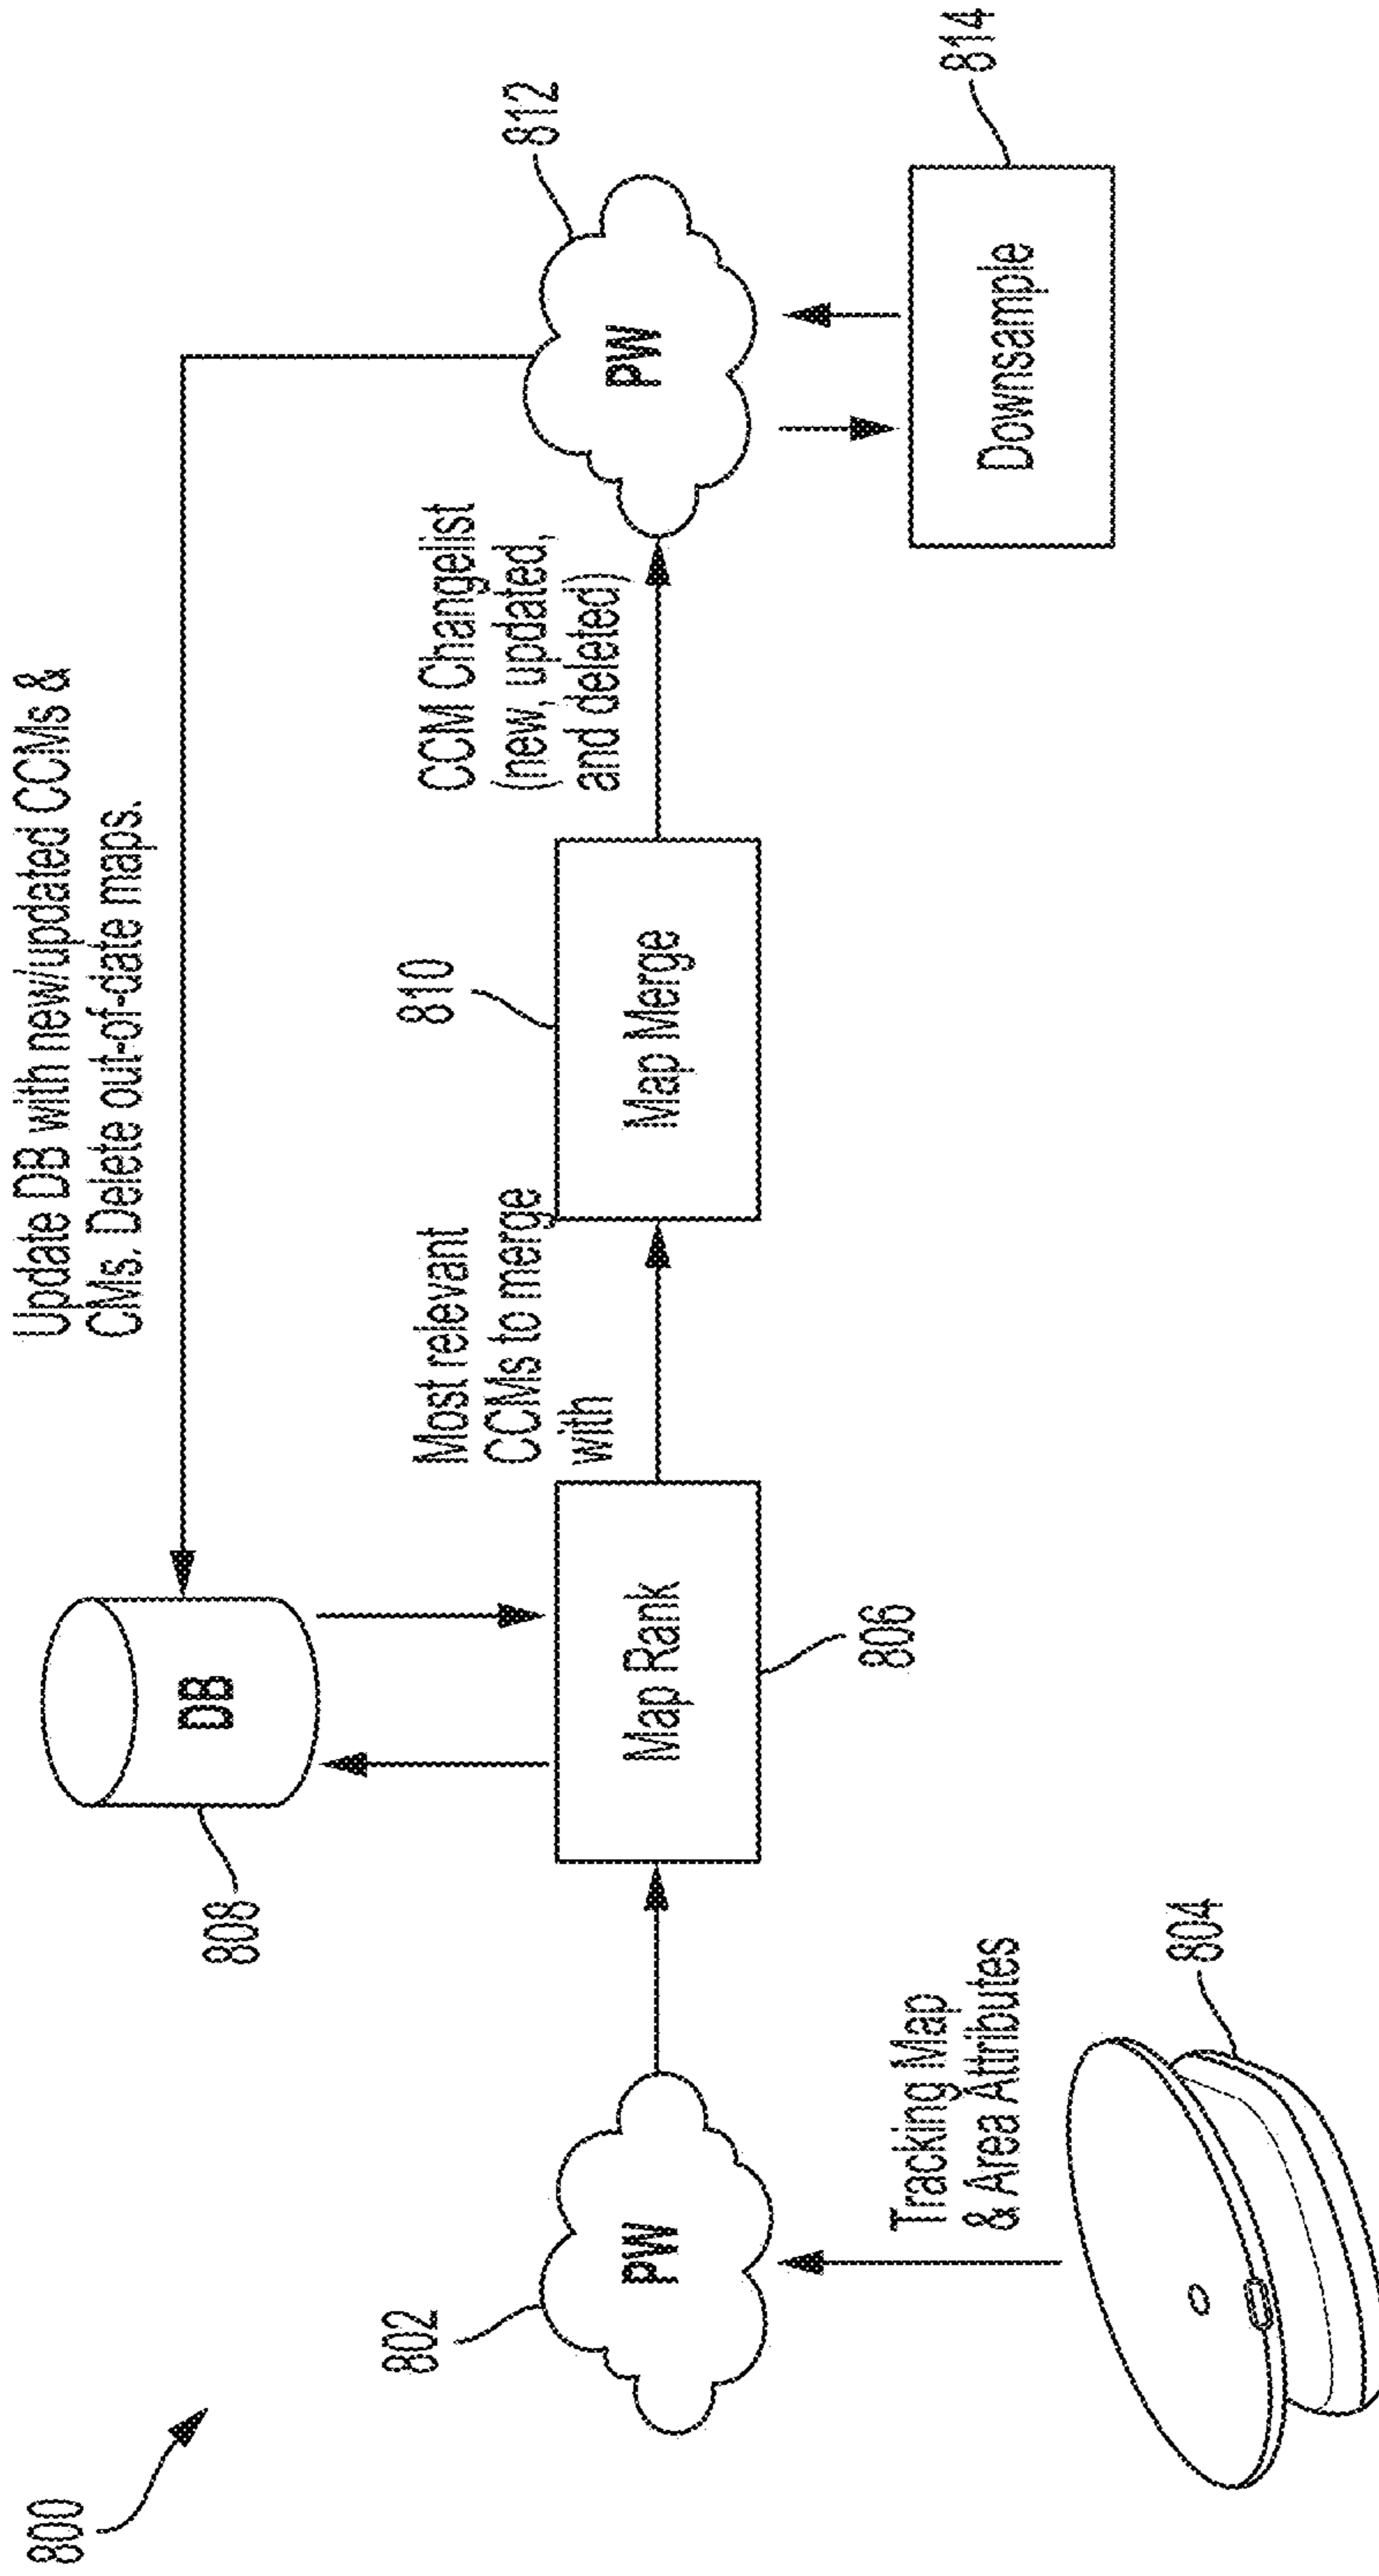 800
Update DB with new/updated CCMs &
CMs. Delete out-of-date maps.
808
DB
802
PW
Map Rank
806
Most relevant
CCMs to merge
with
810
Map Merge
CCM Changelist
(new, updated,
and deleted)
812
PW
Tracking Map
& Area Attributes
804
Downsample
814